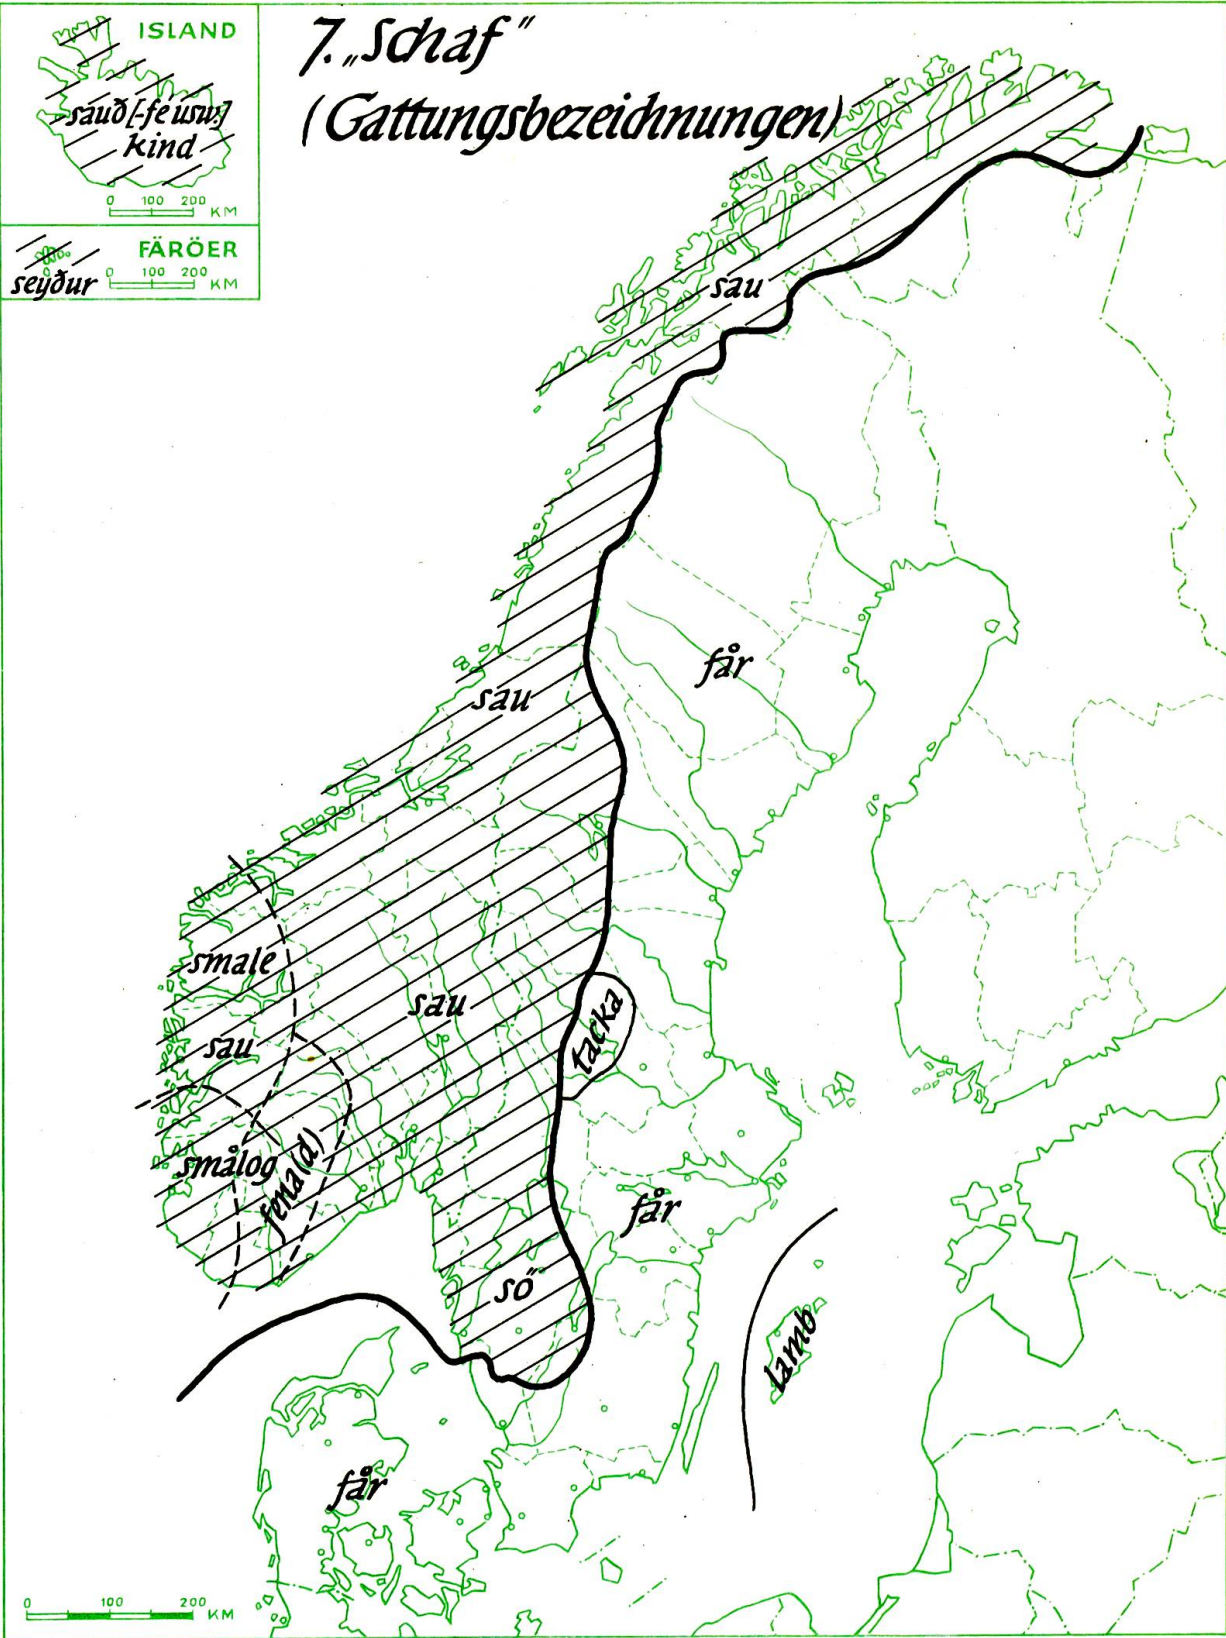 ISLAND
sauð [-fé usw.]
kind
0 100 200 KM
FÄRÖER
seyður
0 100 200 KM
7. „Schaf“
(Gattungsbezeichnungen)
sau
får
sau
smale
sau
sau
tacka
smålog
fena(d)
får
sö
lamb
får
0 100 200 KM